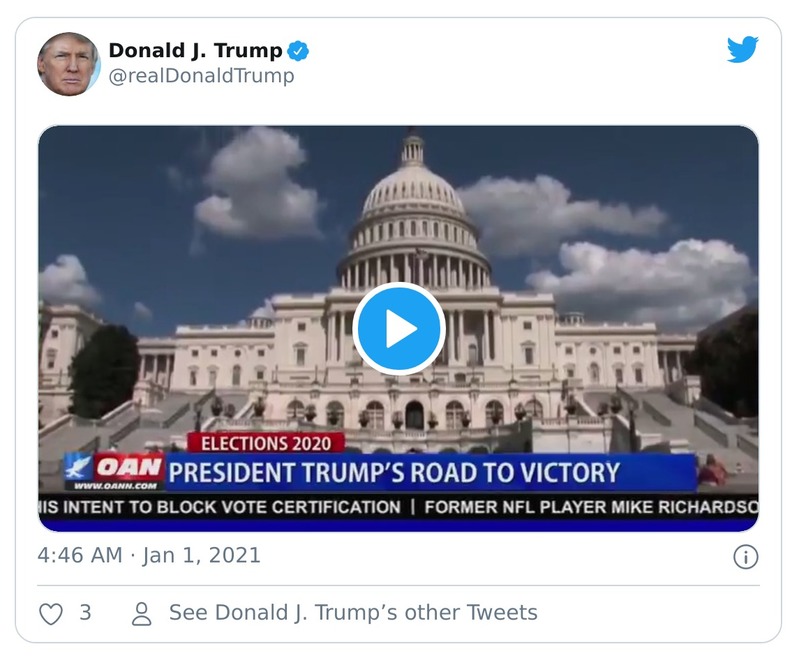 Donald J. Trump
@realDonaldTrump
ELECTIONS 2020
OAN
WWW.OANN.COM
PRESIDENT TRUMP'S ROAD TO VICTORY
IS INTENT TO BLOCK VOTE CERTIFICATION | FORMER NFL PLAYER MIKE RICHARDSO
4:46 AM · Jan 1, 2021
3
See Donald J. Trump’s other Tweets